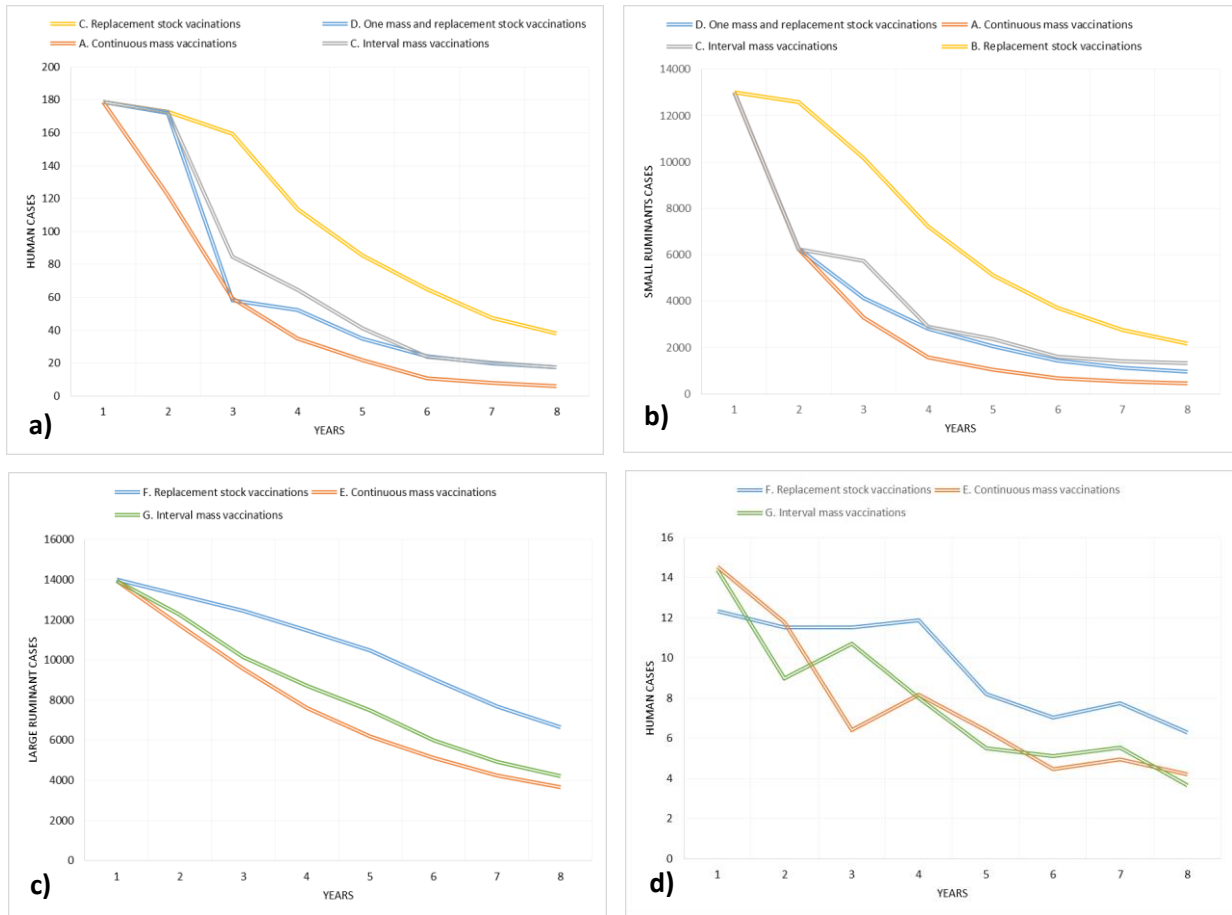 C. Replacement stock vaccinations D. One mass and replacement stock vaccinations
A. Continuous mass vaccinations C. Interval mass vaccinations
200
180
160
140
120
100
80
60
40
20
0
HUMAN CASES
1 2 3 4 5 6 7 8
YEARS
a)
D. One mass and replacement stock vaccinations A. Continuous mass vaccinations
C. Interval mass vaccinations B. Replacement stock vaccinations
14000
12000
10000
8000
6000
4000
2000
0
SMALL RUMINANTS CASES
1 2 3 4 5 6 7 8
YEARS
b)
F. Replacement stock vaccinations E. Continuous mass vaccinations
G. Interval mass vaccinations
16000
14000
12000
10000
8000
6000
4000
2000
0
LARGE RUMINANT CASES
1 2 3 4 5 6 7 8
YEARS
c)
F. Replacement stock vaccinations E. Continuous mass vaccinations
G. Interval mass vaccinations
16
14
12
10
8
6
4
2
0
HUMAN CASES
1 2 3 4 5 6 7 8
YEARS
d)